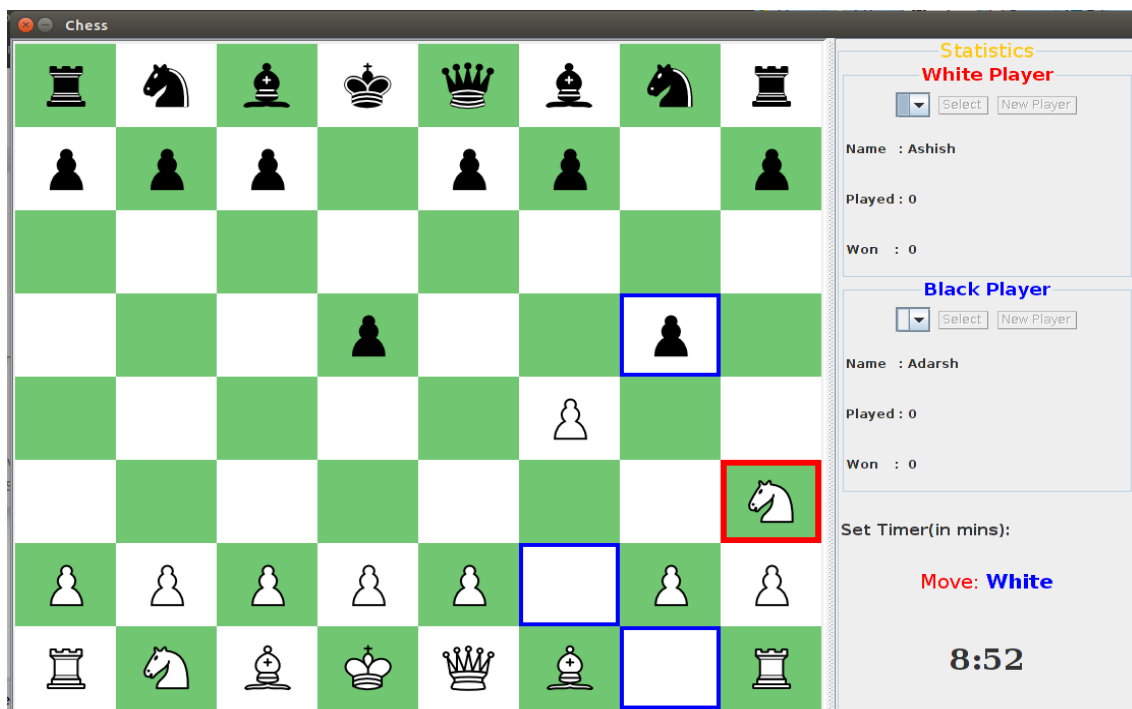 Chess
Statistics
White Player
Select New Player
Name : Ashish
Played : 0
Won : 0
Black Player
Select New Player
Name : Adarsh
Played : 0
Won : 0
Set Timer(in mins):
Move: White
8:52